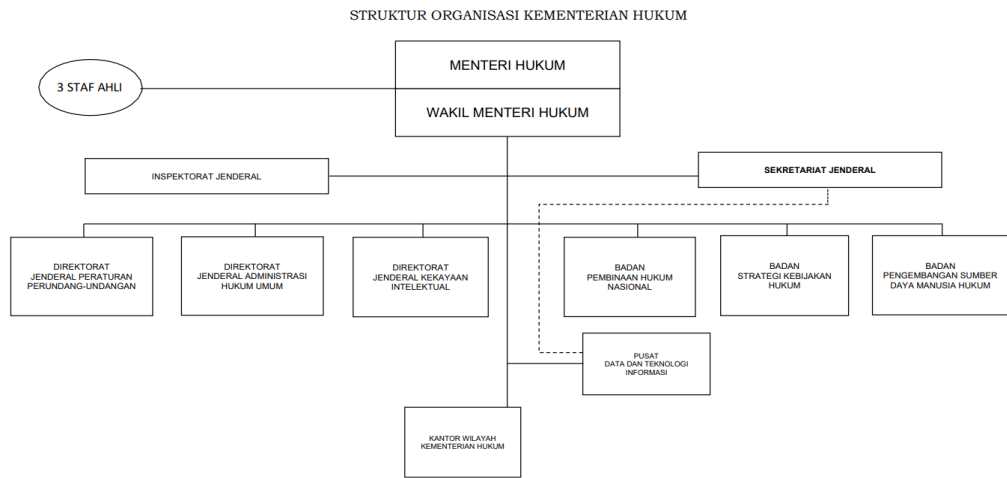 STRUKTUR ORGANISASI KEMENTERIAN HUKUM
MENTERI HUKUM
3 STAF AHLI
WAKIL MENTERI HUKUM
INSPEKTORAT JENDERAL
SEKRETARIAT JENDERAL
DIREKTORAT
JENDERAL PERATURAN
PERUNDANG-UNDANGAN
DIREKTORAT
JENDERAL ADMINISTRASI
HUKUM UMUM
DIREKTORAT
JENDERAL KEKAYAAN
INTELEKTUAL
BADAN
PEMBINAAN HUKUM
NASIONAL
BADAN
STRATEGI KEBIJAKAN
HUKUM
BADAN
PENGEMBANGAN SUMBER
DAYA MANUSIA HUKUM
PUSAT
DATA DAN TEKNOLOGI
INFORMASI
KANTOR WILAYAH
KEMENTERIAN HUKUM